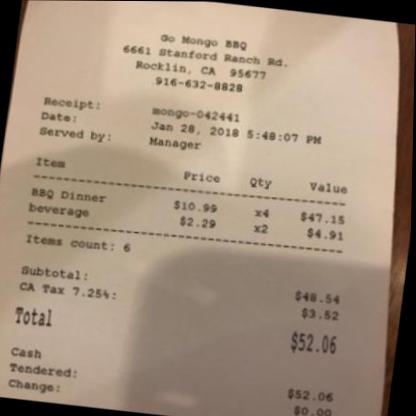 Go Mongo BBQ
6661 Stanford Ranch Rd.
Rocklin, CA 95677
916-632-8828
Receipt: mongo-042441
Date: Jan 28, 2018 5:48:07 PM
Served by: Manager
Item Price Qty Value
BBQ Dinner $10.99 x4 $47.15
beverage $2.29 x2 $4.91
Items count: 6
Subtotal: $48.54
CA Tax 7.25%: $3.52
Total $52.06
Cash
Tendered: $52.06
Change: $0.00